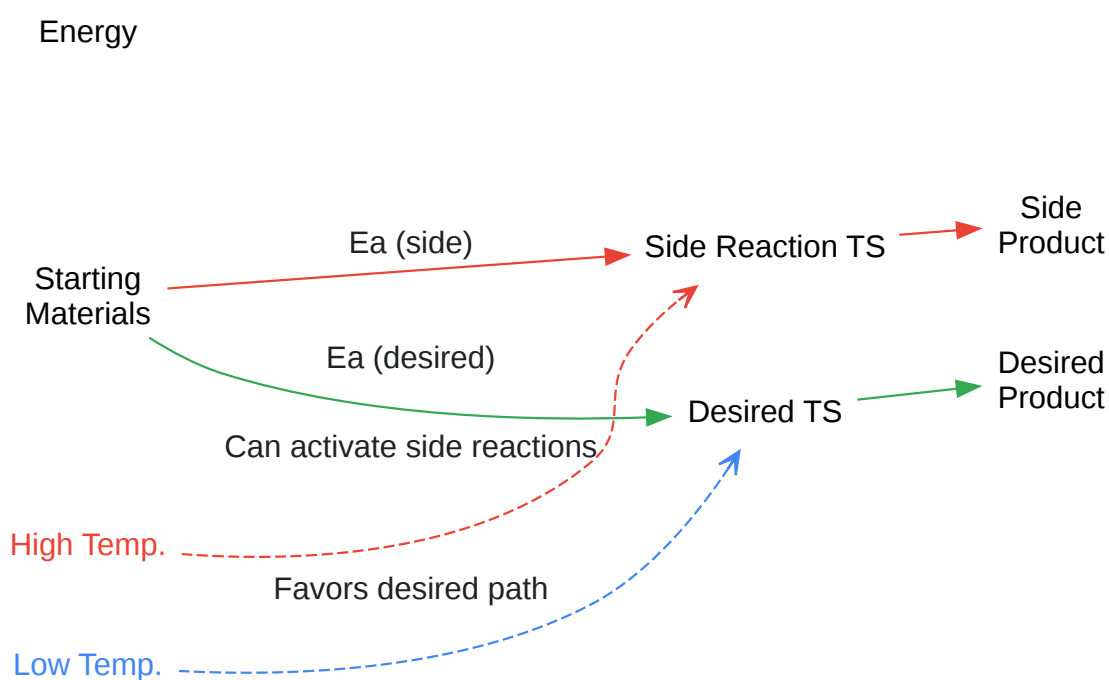 Energy
Side
Product
Ea (side)
Side Reaction TS
Starting
Materials
Ea (desired)
Desired
Product
Desired TS
Can activate side reactions
High Temp.
Favors desired path
Low Temp.